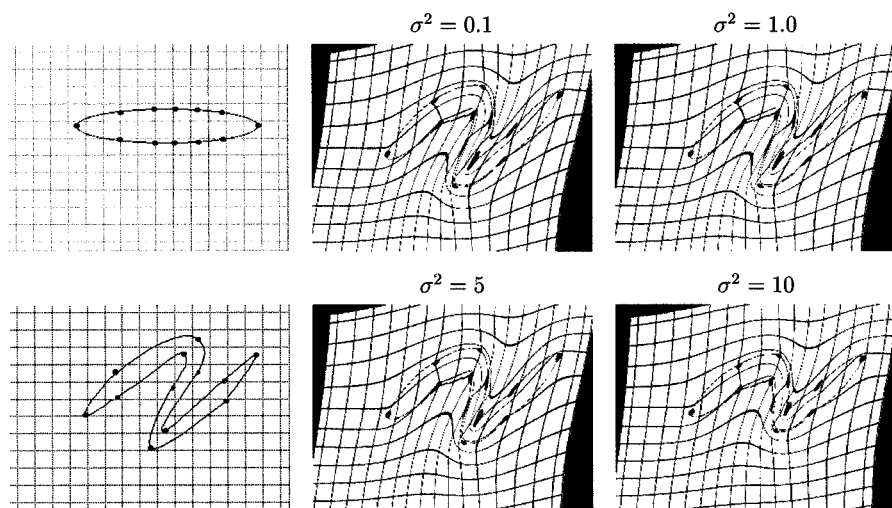 σ² = 0.1
σ² = 1.0
σ² = 5
σ² = 10